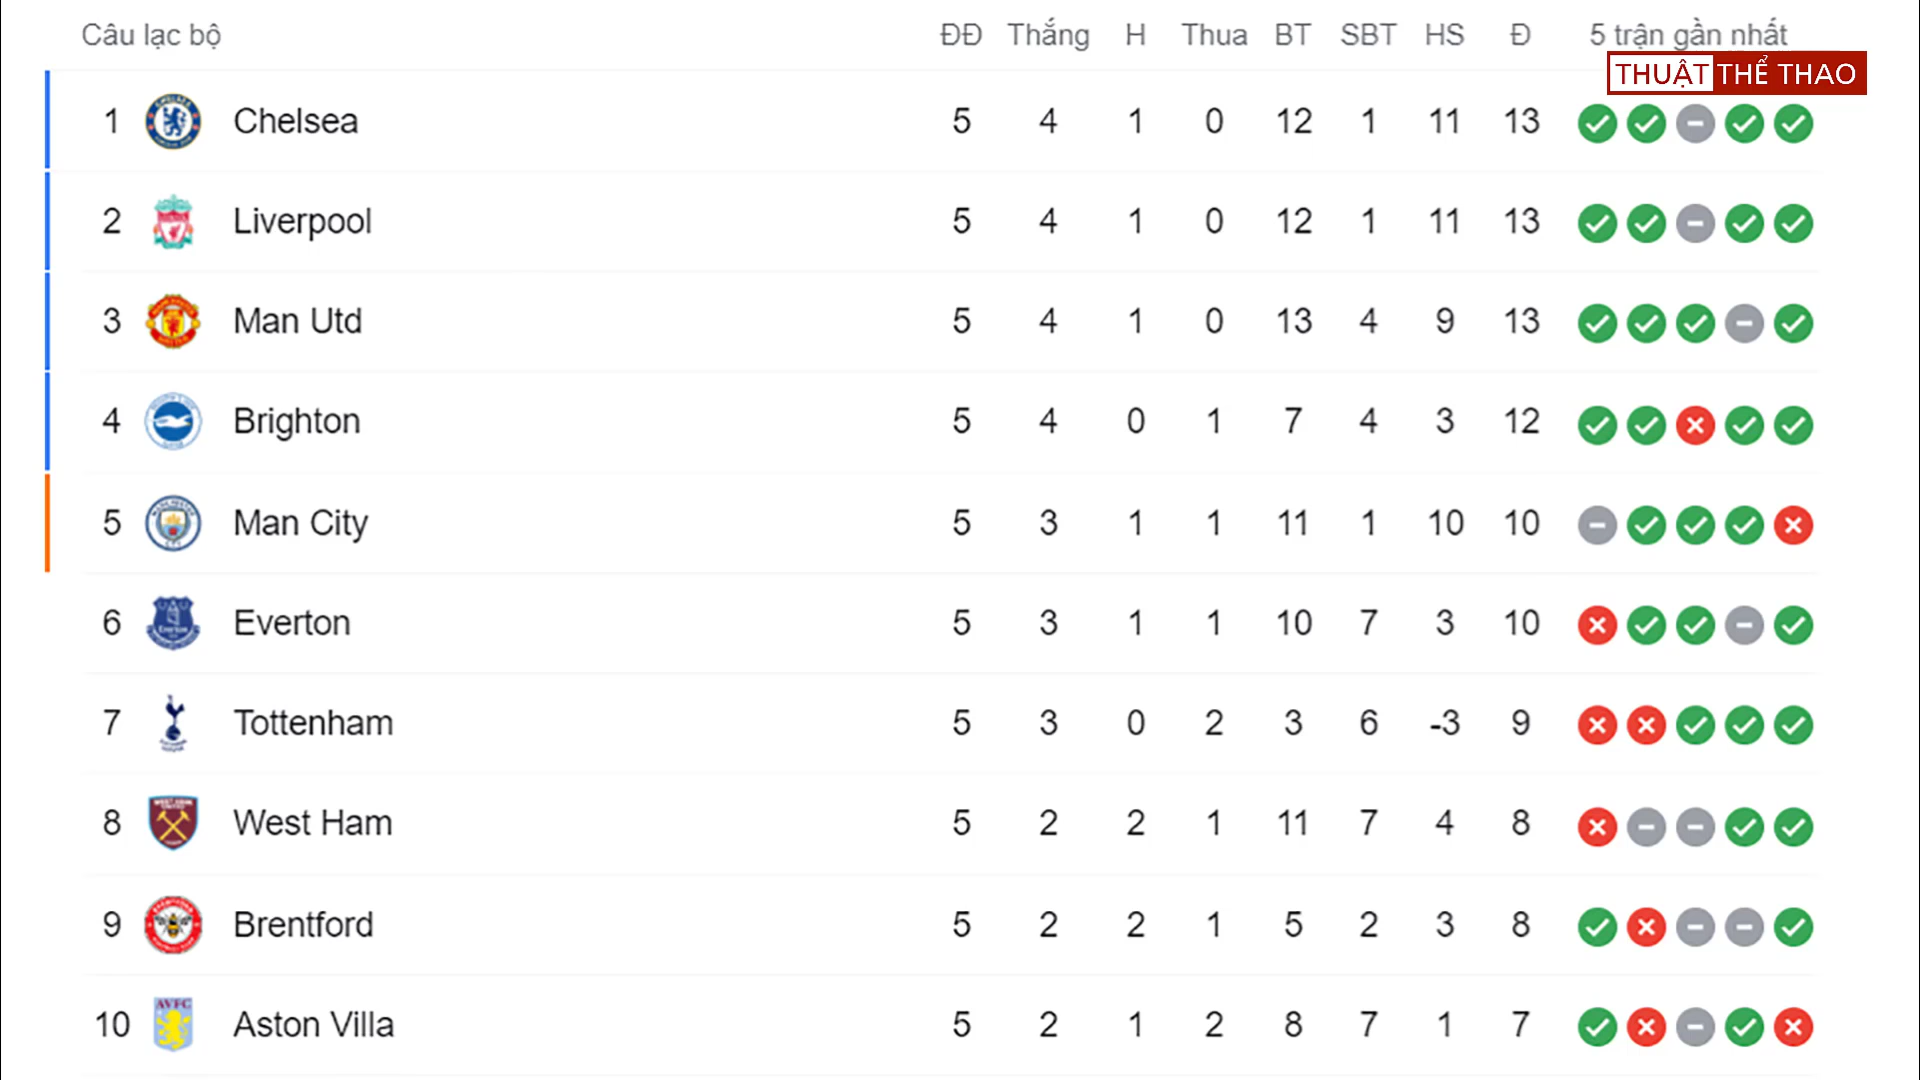 Câu lạc bộ ĐĐ Thắng H Thua BT SBT HS Đ 5 trận gần nhất
THUẬT THỂ THAO
1 Chelsea 5 4 1 0 12 1 11 13
2 Liverpool 5 4 1 0 12 1 11 13
3 Man Utd 5 4 1 0 13 4 9 13
4 Brighton 5 4 0 1 7 4 3 12
5 Man City 5 3 1 1 11 1 10 10
6 Everton 5 3 1 1 10 7 3 10
7 Tottenham 5 3 0 2 3 6 -3 9
8 West Ham 5 2 2 1 11 7 4 8
9 Brentford 5 2 2 1 5 2 3 8
AVFC
10 Aston Villa 5 2 1 2 8 7 1 7